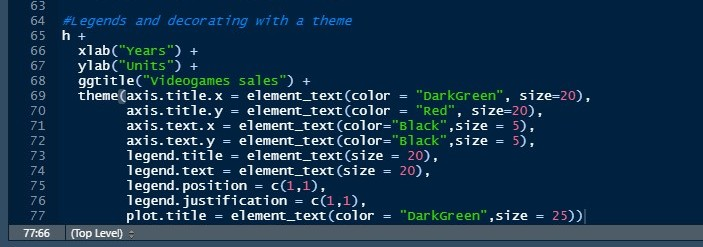 63
64 #Legends and decorating with a theme
65 h +
66 xlab("Years") +
67 ylab("Units") +
68 ggtitle("Videogames sales") +
69 theme(axis.title.x = element_text(color = "DarkGreen", size=20),
70 axis.title.y = element_text(color = "Red", size=20),
71 axis.text.x = element_text(color="Black",size = 5),
72 axis.text.y = element_text(color="Black",size = 5),
73 legend.title = element_text(size = 20),
74 legend.text = element_text(size = 20),
75 legend.position = c(1,1),
76 legend.justification = c(1,1),
77 plot.title = element_text(color = "DarkGreen",size = 25))
77:66 (Top Level)